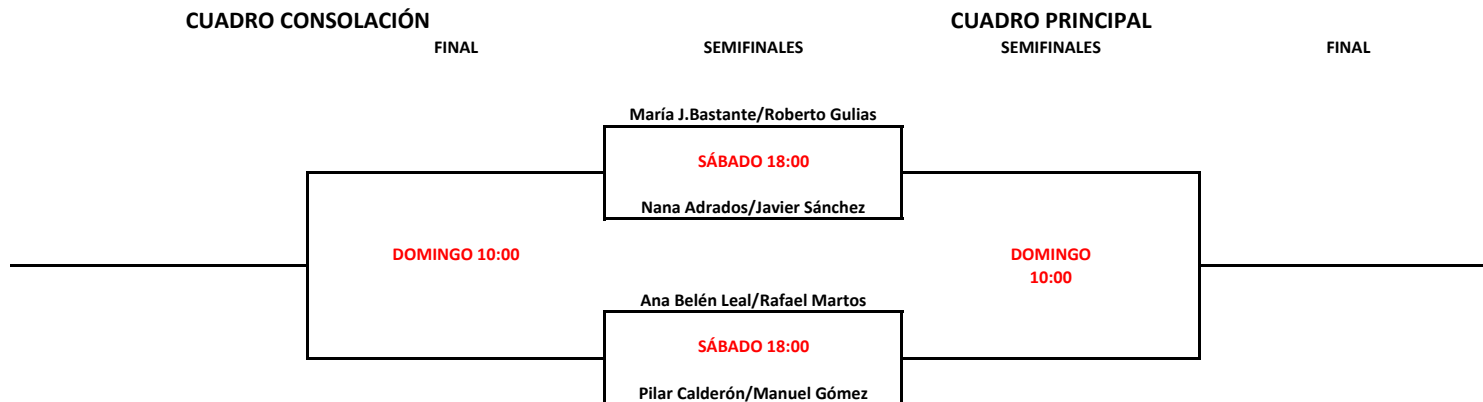 CUADRO CONSOLACIÓN CUADRO PRINCIPAL
FINAL SEMIFINALES SEMIFINALES FINAL
María J.Bastante/Roberto Gulias
SÁBADO 18:00
Nana Adrados/Javier Sánchez
DOMINGO 10:00 DOMINGO
10:00
Ana Belén Leal/Rafael Martos
SÁBADO 18:00
Pilar Calderón/Manuel Gómez